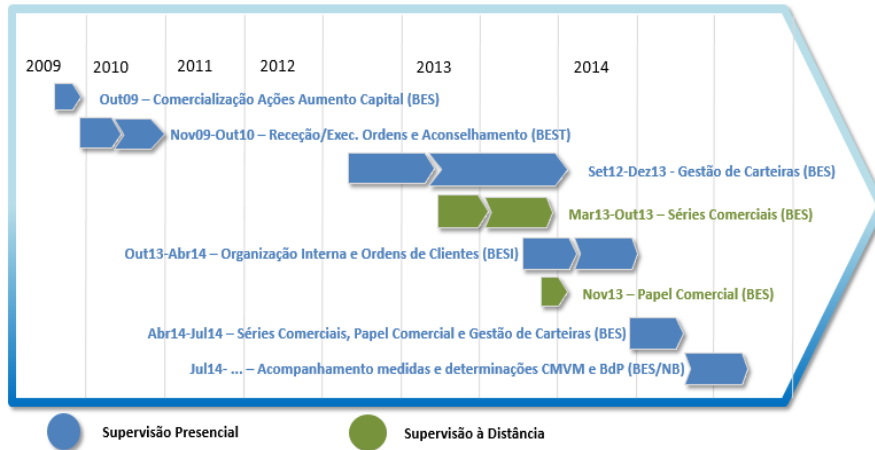 2009 2010 2011 2012 2013 2014
Out09 – Comercialização Ações Aumento Capital (BES)
Nov09-Out10 – Receção/Exec. Ordens e Aconselhamento (BEST)
Set12-Dez13 - Gestão de Carteiras (BES)
Mar13-Out13 – Séries Comerciais (BES)
Out13-Abr14 – Organização Interna e Ordens de Clientes (BESI)
Nov13 – Papel Comercial (BES)
Abr14-Jul14 – Séries Comerciais, Papel Comercial e Gestão de Carteiras (BES)
Jul14- ... – Acompanhamento medidas e determinações CMVM e BdP (BES/NB)
Supervisão Presencial
Supervisão à Distância